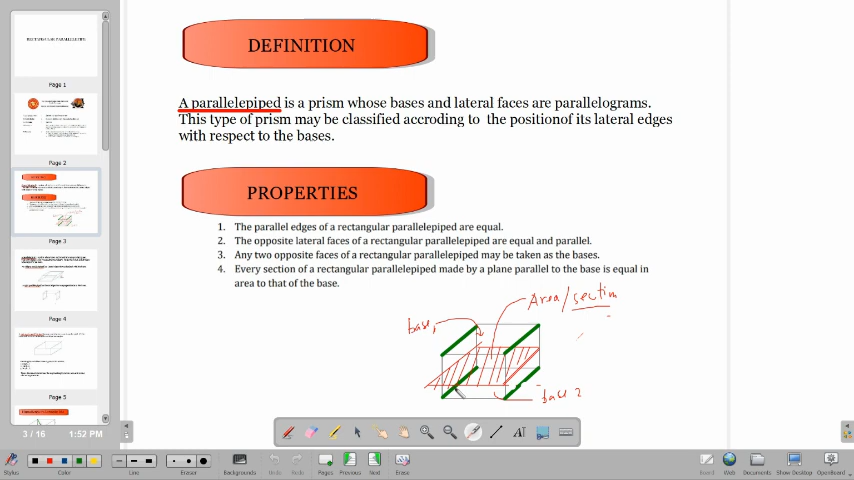 RECTANGULAR PARALLELEPIPED
Page 1
Page 2
Page 3
Page 4
Page 5
DEFINITION
A parallelepiped is a prism whose bases and lateral faces are parallelograms.
This type of prism may be classified accroding to the positionof its lateral edges
with respect to the bases.
PROPERTIES
1. The parallel edges of a rectangular parallelepiped are equal.
2. The opposite lateral faces of a rectangular parallelepiped are equal and parallel.
3. Any two opposite faces of a rectangular parallelepiped may be taken as the bases.
4. Every section of a rectangular parallelepiped made by a plane parallel to the base is equal in
area to that of the base.
Area/section
base,
base 2
3 / 16 1:52 PM
Stylus
Color
Line
Eraser
Backgrounds
Undo
Redo
Pages
Previous
Next
Erase
Board
Web
Documents
Show Desktop
OpenBoard